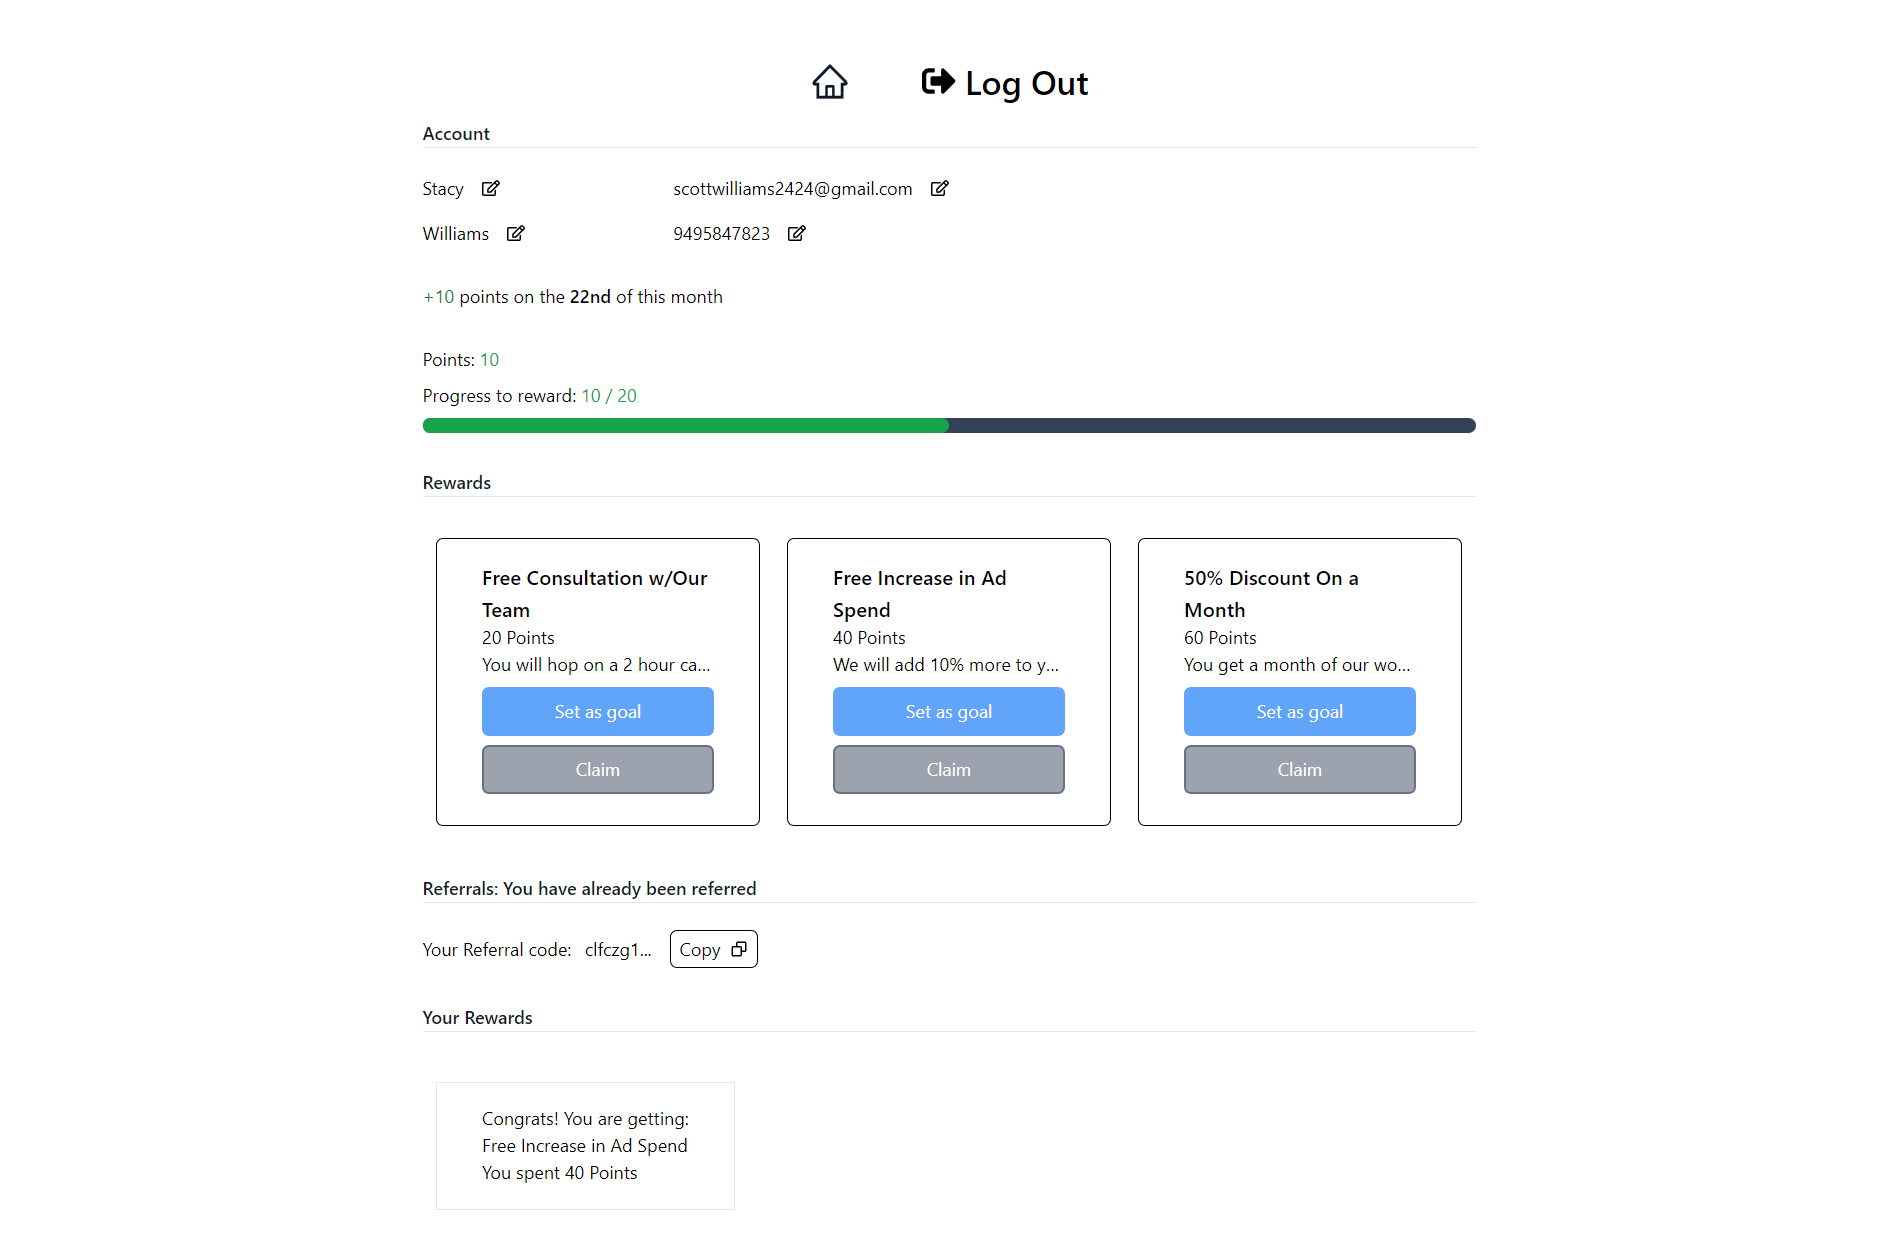 Log Out
Account
Stacy
scottwilliams2424@gmail.com
Williams
9495847823
+10 points on the 22nd of this month
Points: 10
Progress to reward: 10 / 20
Rewards
Free Consultation w/Our
Team
20 Points
You will hop on a 2 hour ca...
Set as goal
Claim
Free Increase in Ad
Spend
40 Points
We will add 10% more to y...
Set as goal
Claim
50% Discount On a
Month
60 Points
You get a month of our wo...
Set as goal
Claim
Referrals: You have already been referred
Your Referral code: clfczg1... Copy
Your Rewards
Congrats! You are getting:
Free Increase in Ad Spend
You spent 40 Points